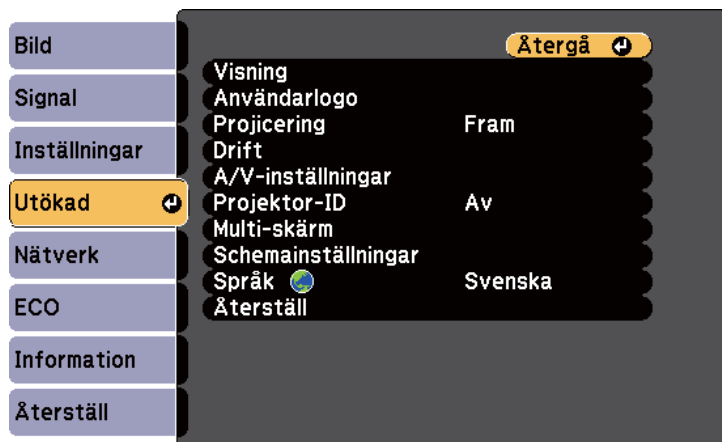 Bild
Signal
Inställningar
Utökad
Nätverk
ECO
Information
Återställ
Återgå
Visning
Användarlogo
Projicering Fram
Drift
A/V-inställningar
Projektor-ID Av
Multi-skärm
Schemainställningar
Språk Svenska
Återställ